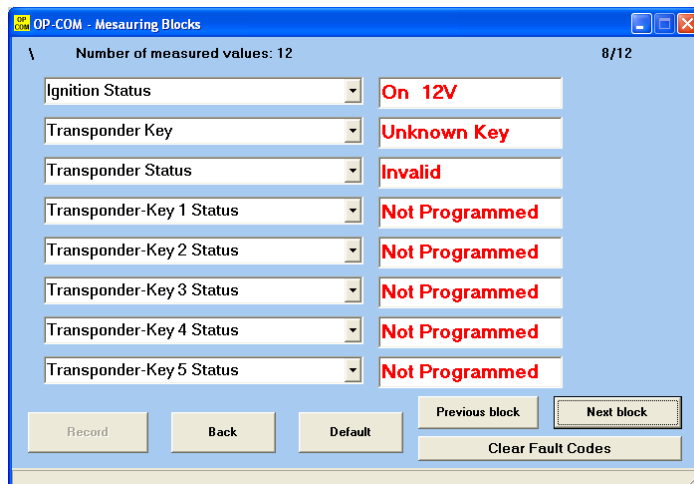 OP COM OP-COM - Mesauring Blocks
\ Number of measured values: 12 8/12
Ignition Status On 12V
Transponder Key Unknown Key
Transponder Status Invalid
Transponder-Key 1 Status Not Programmed
Transponder-Key 2 Status Not Programmed
Transponder-Key 3 Status Not Programmed
Transponder-Key 4 Status Not Programmed
Transponder-Key 5 Status Not Programmed
Previous block Next block
Record Back Default
Clear Fault Codes